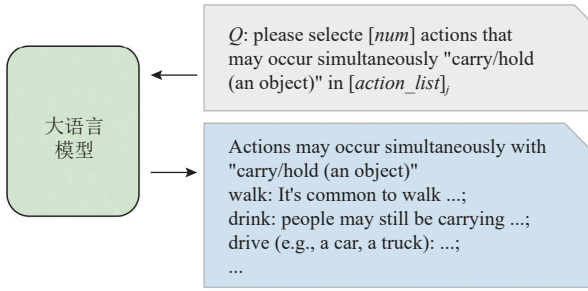 大语言
模型
Q: please selecte [num] actions that
may occur simultaneously "carry/hold
(an object)" in [action_list]j
Actions may occur simultaneously with
"carry/hold (an object)"
walk: It's common to walk ...;
drink: people may still be carrying ...;
drive (e.g., a car, a truck): ...;
...